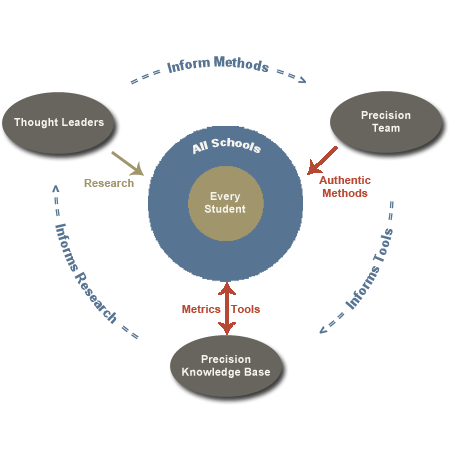 Inform Methods
Thought Leaders
Precision
Team
All Schools
Research
Every
Student
Authentic
Methods
Informs Research
Informs Tools
Metrics
Tools
Precision
Knowledge Base